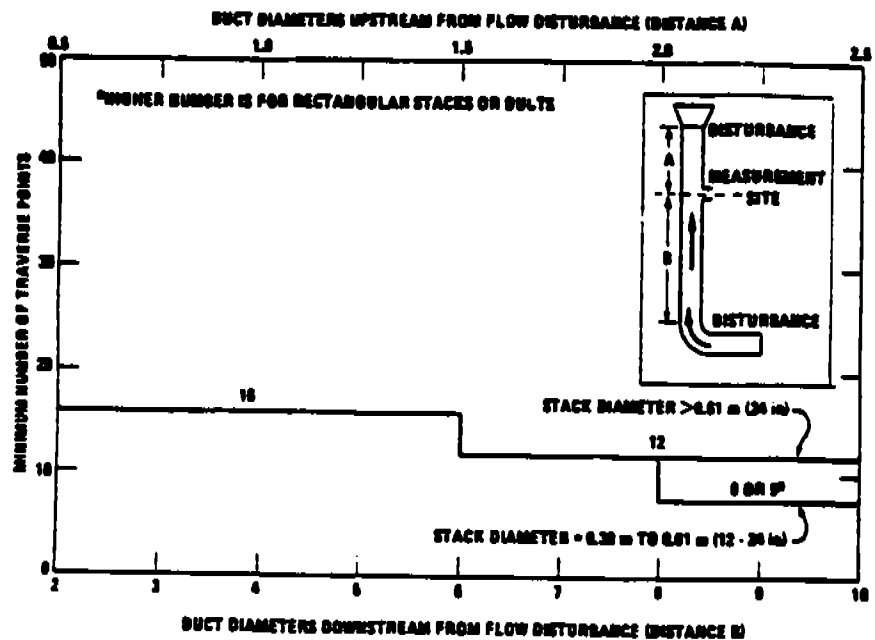 DUCT DIAMETERS UPSTREAM FROM FLOW DISTURBANCE (DISTANCE A)
0.5 1.0 1.5 2.0 2.5
50
*HIGHER NUMBER IS FOR RECTANGULAR STACKS OR DUCTS
DISTURBANCE
A
MEASUREMENT
SITE
B
DISTURBANCE
MINIMUM NUMBER OF TRAVERSE POINTS
40
30
20
10
0
16
STACK DIAMETER > 0.61 m (24 in)
12
8 OR 9*
STACK DIAMETER = 0.30 m TO 0.61 m (12 - 24 in)
2 3 4 5 6 7 8 9 10
DUCT DIAMETERS DOWNSTREAM FROM FLOW DISTURBANCE (DISTANCE B)